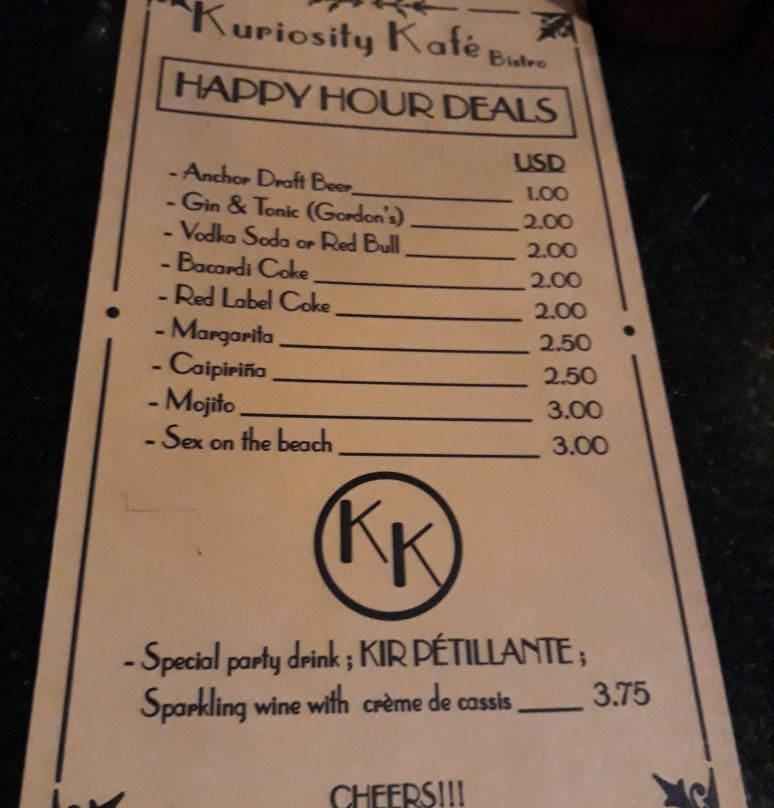 Kuriosity Kafé Bistro
HAPPY HOUR DEALS
USD
- Anchor Draft Beer 1.00
- Gin & Tonic (Gordon's) 2.00
- Vodka Soda or Red Bull 2.00
- Bacardi Coke 2.00
- Red Label Coke 2.00
- Margarita 2.50
- Caipiriña 2.50
- Mojito 3.00
- Sex on the beach 3.00
KK
- Special party drink ; KIR PÉTILLANTE ;
Sparkling wine with crème de cassis 3.75
CHEERS!!!